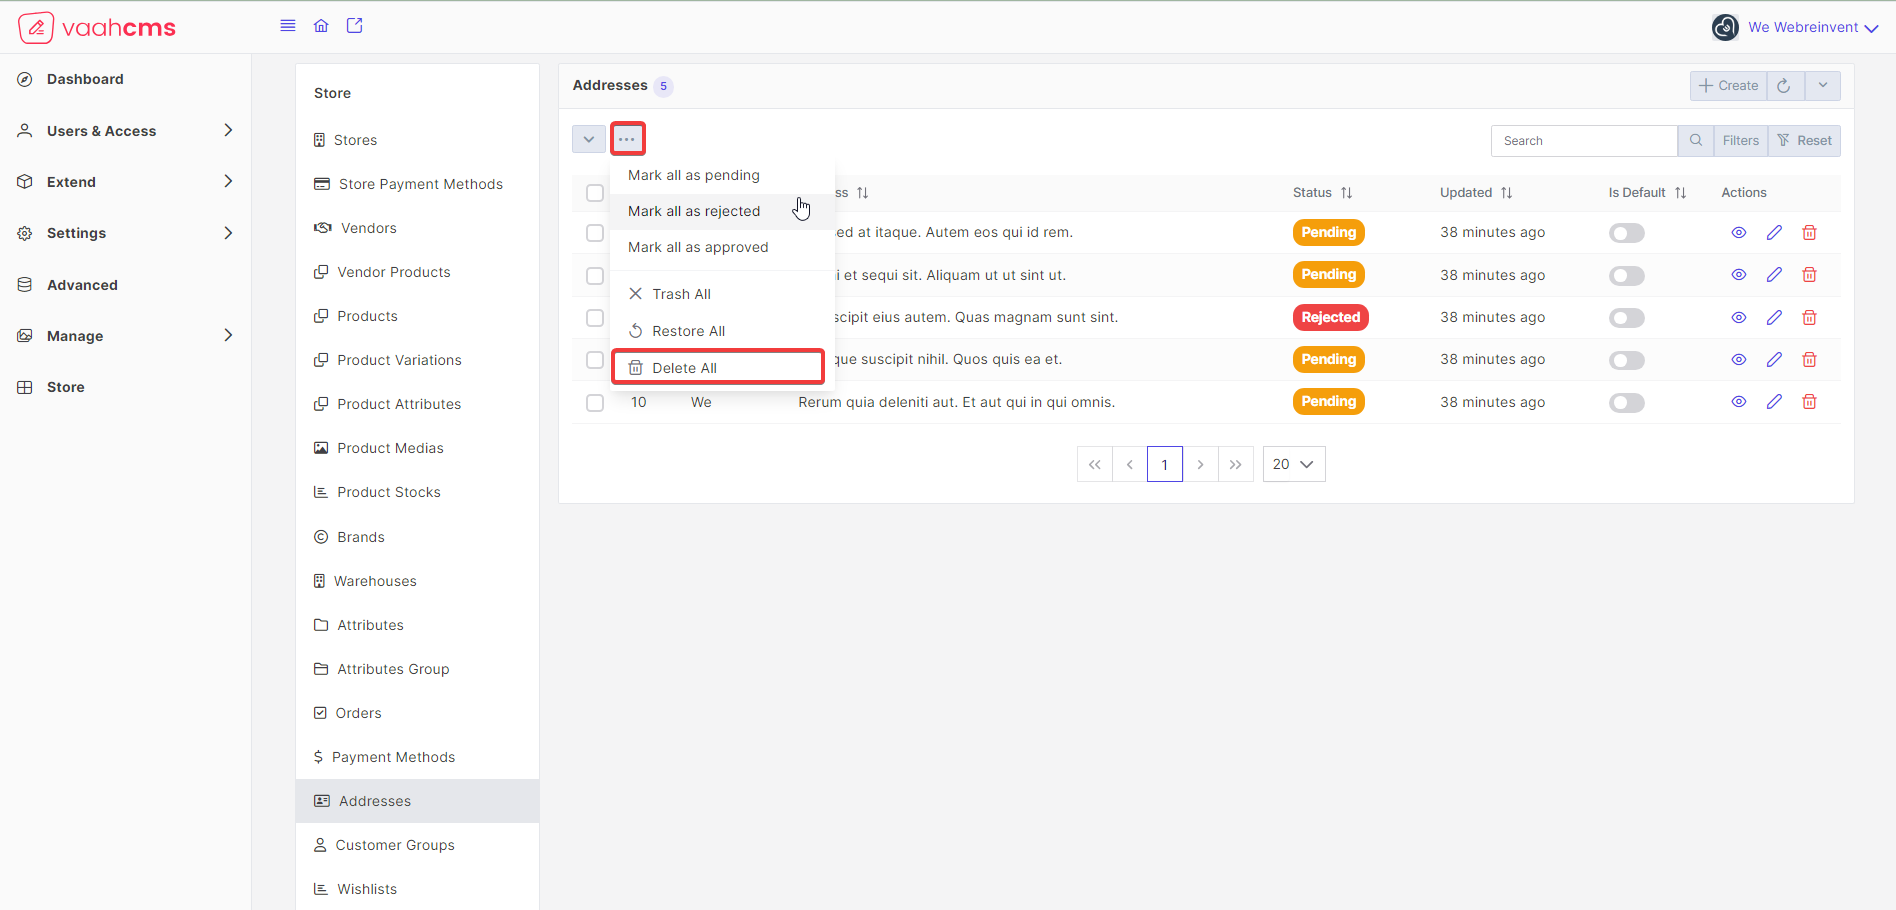 vaahcms
We Webreinvent
Dashboard
Users & Access
Extend
Settings
Advanced
Manage
Store
Store
Stores
Store Payment Methods
Vendors
Vendor Products
Products
Product Variations
Product Attributes
Product Medias
Product Stocks
Brands
Warehouses
Attributes
Attributes Group
Orders
Payment Methods
Addresses
Customer Groups
Wishlists
Addresses 5
Create
Search Filters Reset
Mark all as pending
Mark all as rejected
Mark all as approved
Trash All
Restore All
Delete All
ss Status Updated Is Default Actions
ed at itaque. Autem eos qui id rem. Pending 38 minutes ago
i et sequi sit. Aliquam ut ut sint ut. Pending 38 minutes ago
scipit eius autem. Quas magnam sunt sint. Rejected 38 minutes ago
que suscipit nihil. Quos quis ea et. Pending 38 minutes ago
10 We Rerum quia deleniti aut. Et aut qui in qui omnis. Pending 38 minutes ago
1 20